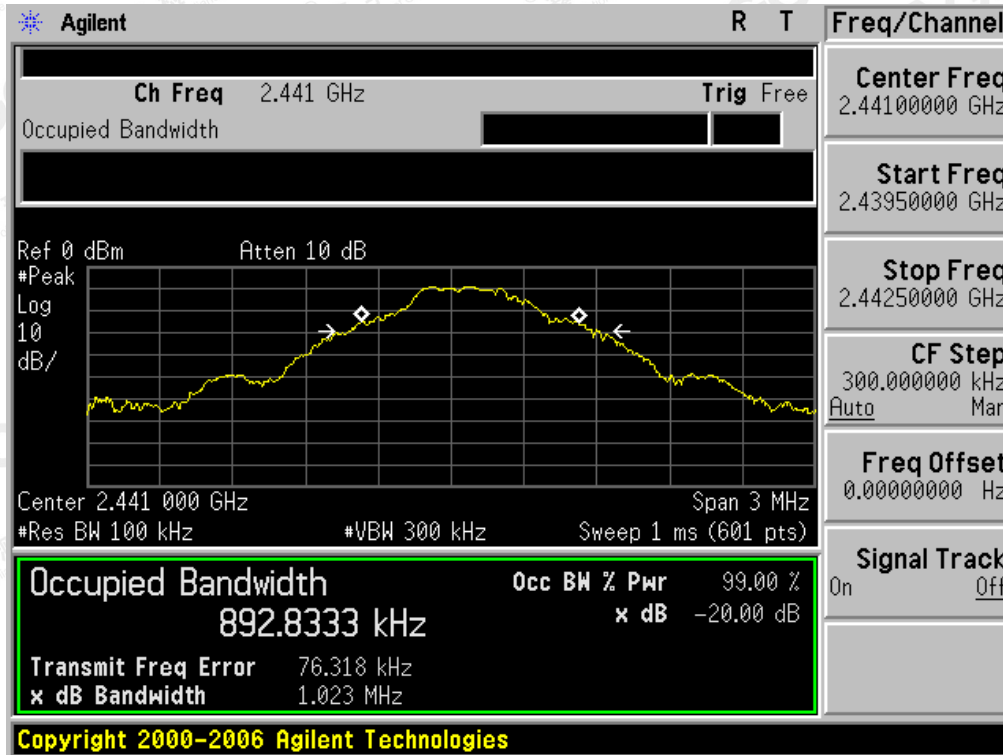 Agilent R T
Freq/Channel
Ch Freq 2.441 GHz Trig Free
Occupied Bandwidth
Ref 0 dBm Atten 10 dB
#Peak
Log
10
dB/
Center 2.441 000 GHz Span 3 MHz
#Res BW 100 kHz #VBW 300 kHz Sweep 1 ms (601 pts)
Occupied Bandwidth
892.8333 kHz
Occ BW % Pwr 99.00 %
x dB -20.00 dB
Transmit Freq Error 76.318 kHz
x dB Bandwidth 1.023 MHz
Center Freq
2.44100000 GHz
Start Freq
2.43950000 GHz
Stop Freq
2.44250000 GHz
CF Step
300.000000 kHz
Auto Man
Freq Offset
0.00000000 Hz
Signal Track
On Off
Copyright 2000-2006 Agilent Technologies